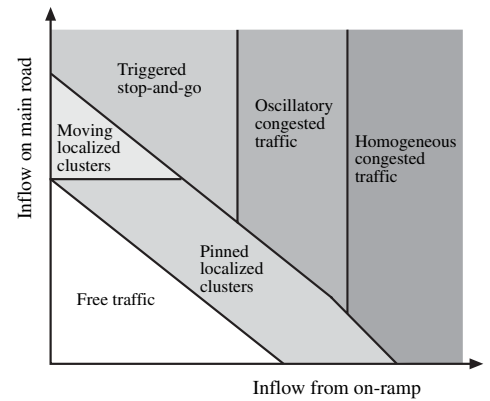 Inflow on main road
Triggered
stop-and-go
Oscillatory
congested
traffic
Homogeneous
congested
traffic
Moving
localized
clusters
Pinned
localized
clusters
Free traffic
Inflow from on-ramp